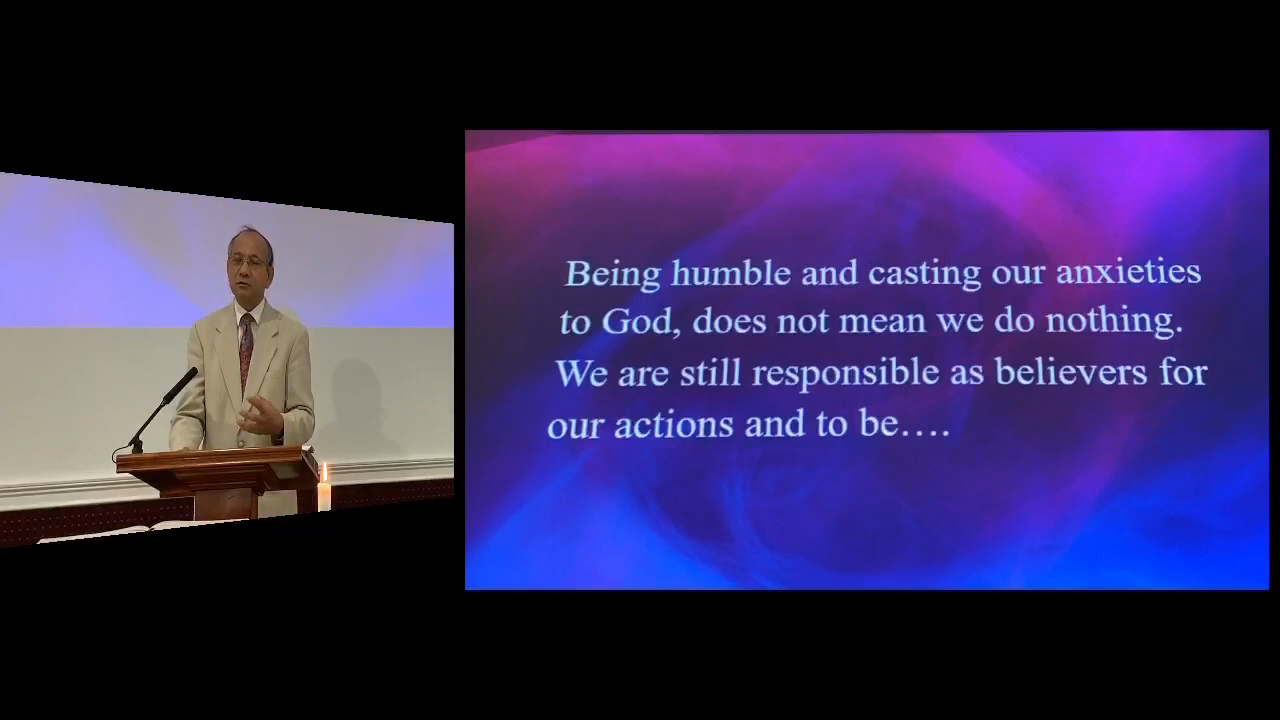 Being humble and casting our anxieties
to God, does not mean we do nothing.
We are still responsible as believers for
our actions and to be….